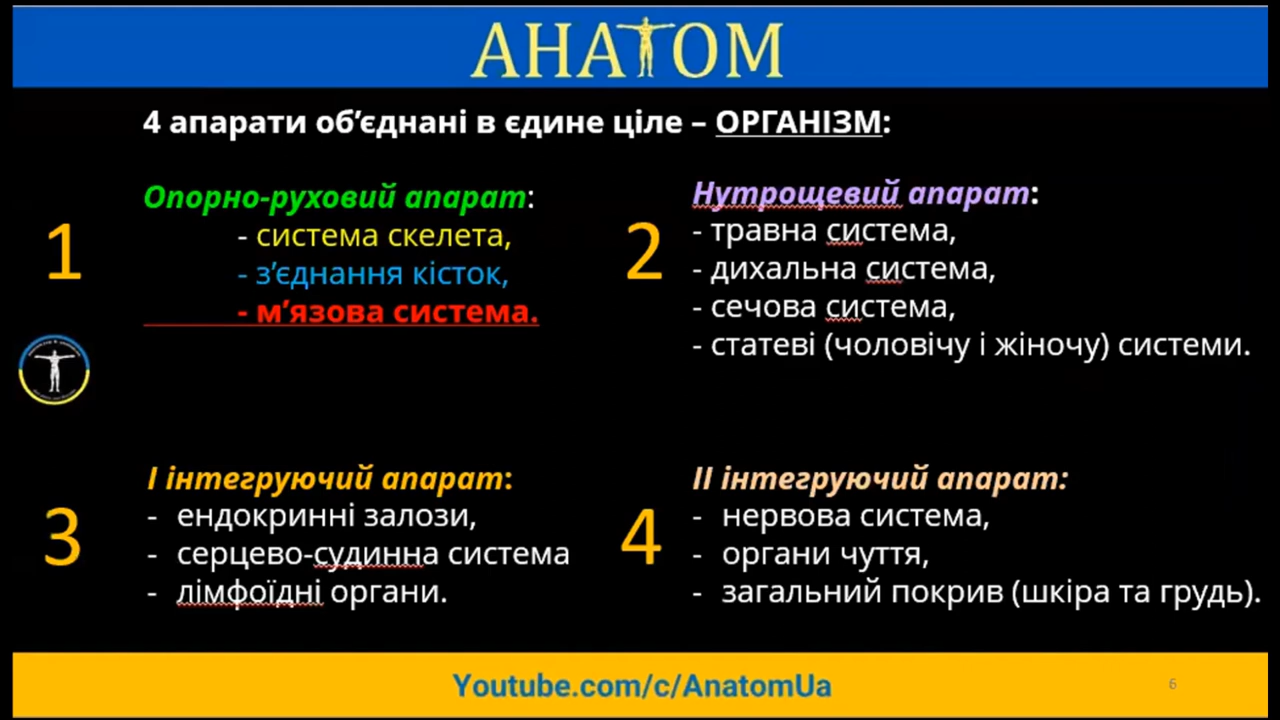 АНАТОМ
4 апарати об’єднані в єдине ціле – ОРГАНІЗМ:
1
Опорно-руховий апарат:
- система скелета,
- з’єднання кісток,
- м’язова система.
2
Нутрощевий апарат:
- травна система,
- дихальна система,
- сечова система,
- статеві (чоловічу і жіночу) системи.
3
І інтегруючий апарат:
- ендокринні залози,
- серцево-судинна система
- лімфоїдні органи.
4
ІІ інтегруючий апарат:
- нервова система,
- органи чуття,
- загальний покрив (шкіра та грудь).
Youtube.com/c/AnatomUa
6